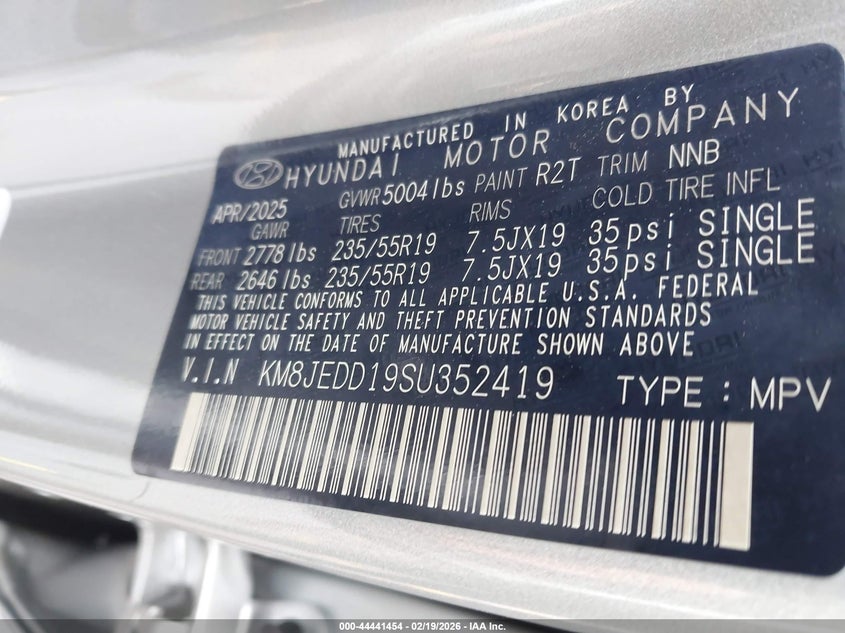 MANUFACTURED IN KOREA BY
HYUNDAI MOTOR COMPANY
APR/2025 GVWR 5004 lbs PAINT R2T TRIM NNB
GAWR TIRES RIMS COLD TIRE INFL
FRONT 2778 lbs 235/55R19 7.5JX19 35psi SINGLE
REAR 2646 lbs 235/55R19 7.5JX19 35psi SINGLE
THIS VEHICLE CONFORMS TO ALL APPLICABLE U.S.A. FEDERAL
MOTOR VEHICLE SAFETY AND THEFT PREVENTION STANDARDS
IN EFFECT ON THE DATE OF MANUFACTURE SHOWN ABOVE
V.I.N KM8JEDD19SU352419 TYPE : MPV
000-44441454 - 02/19/2026 - IAA Inc.